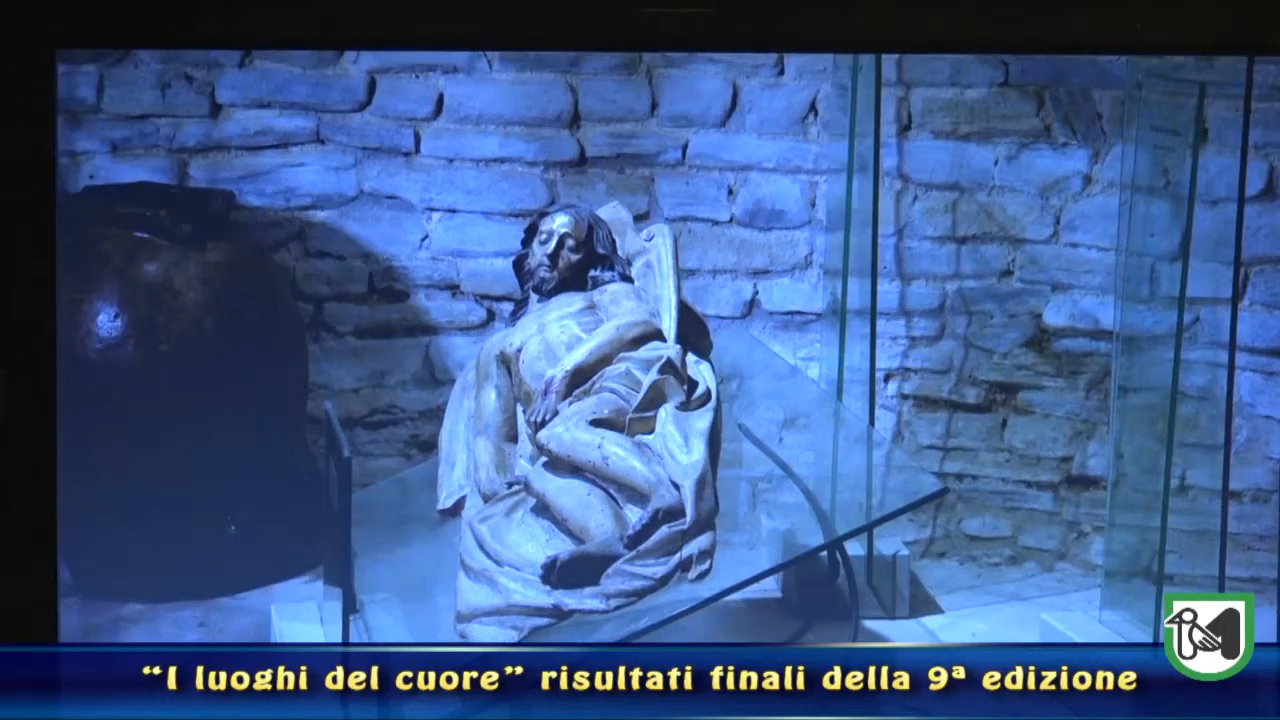 “I luoghi del cuore” risultati finali della 9ª edizione